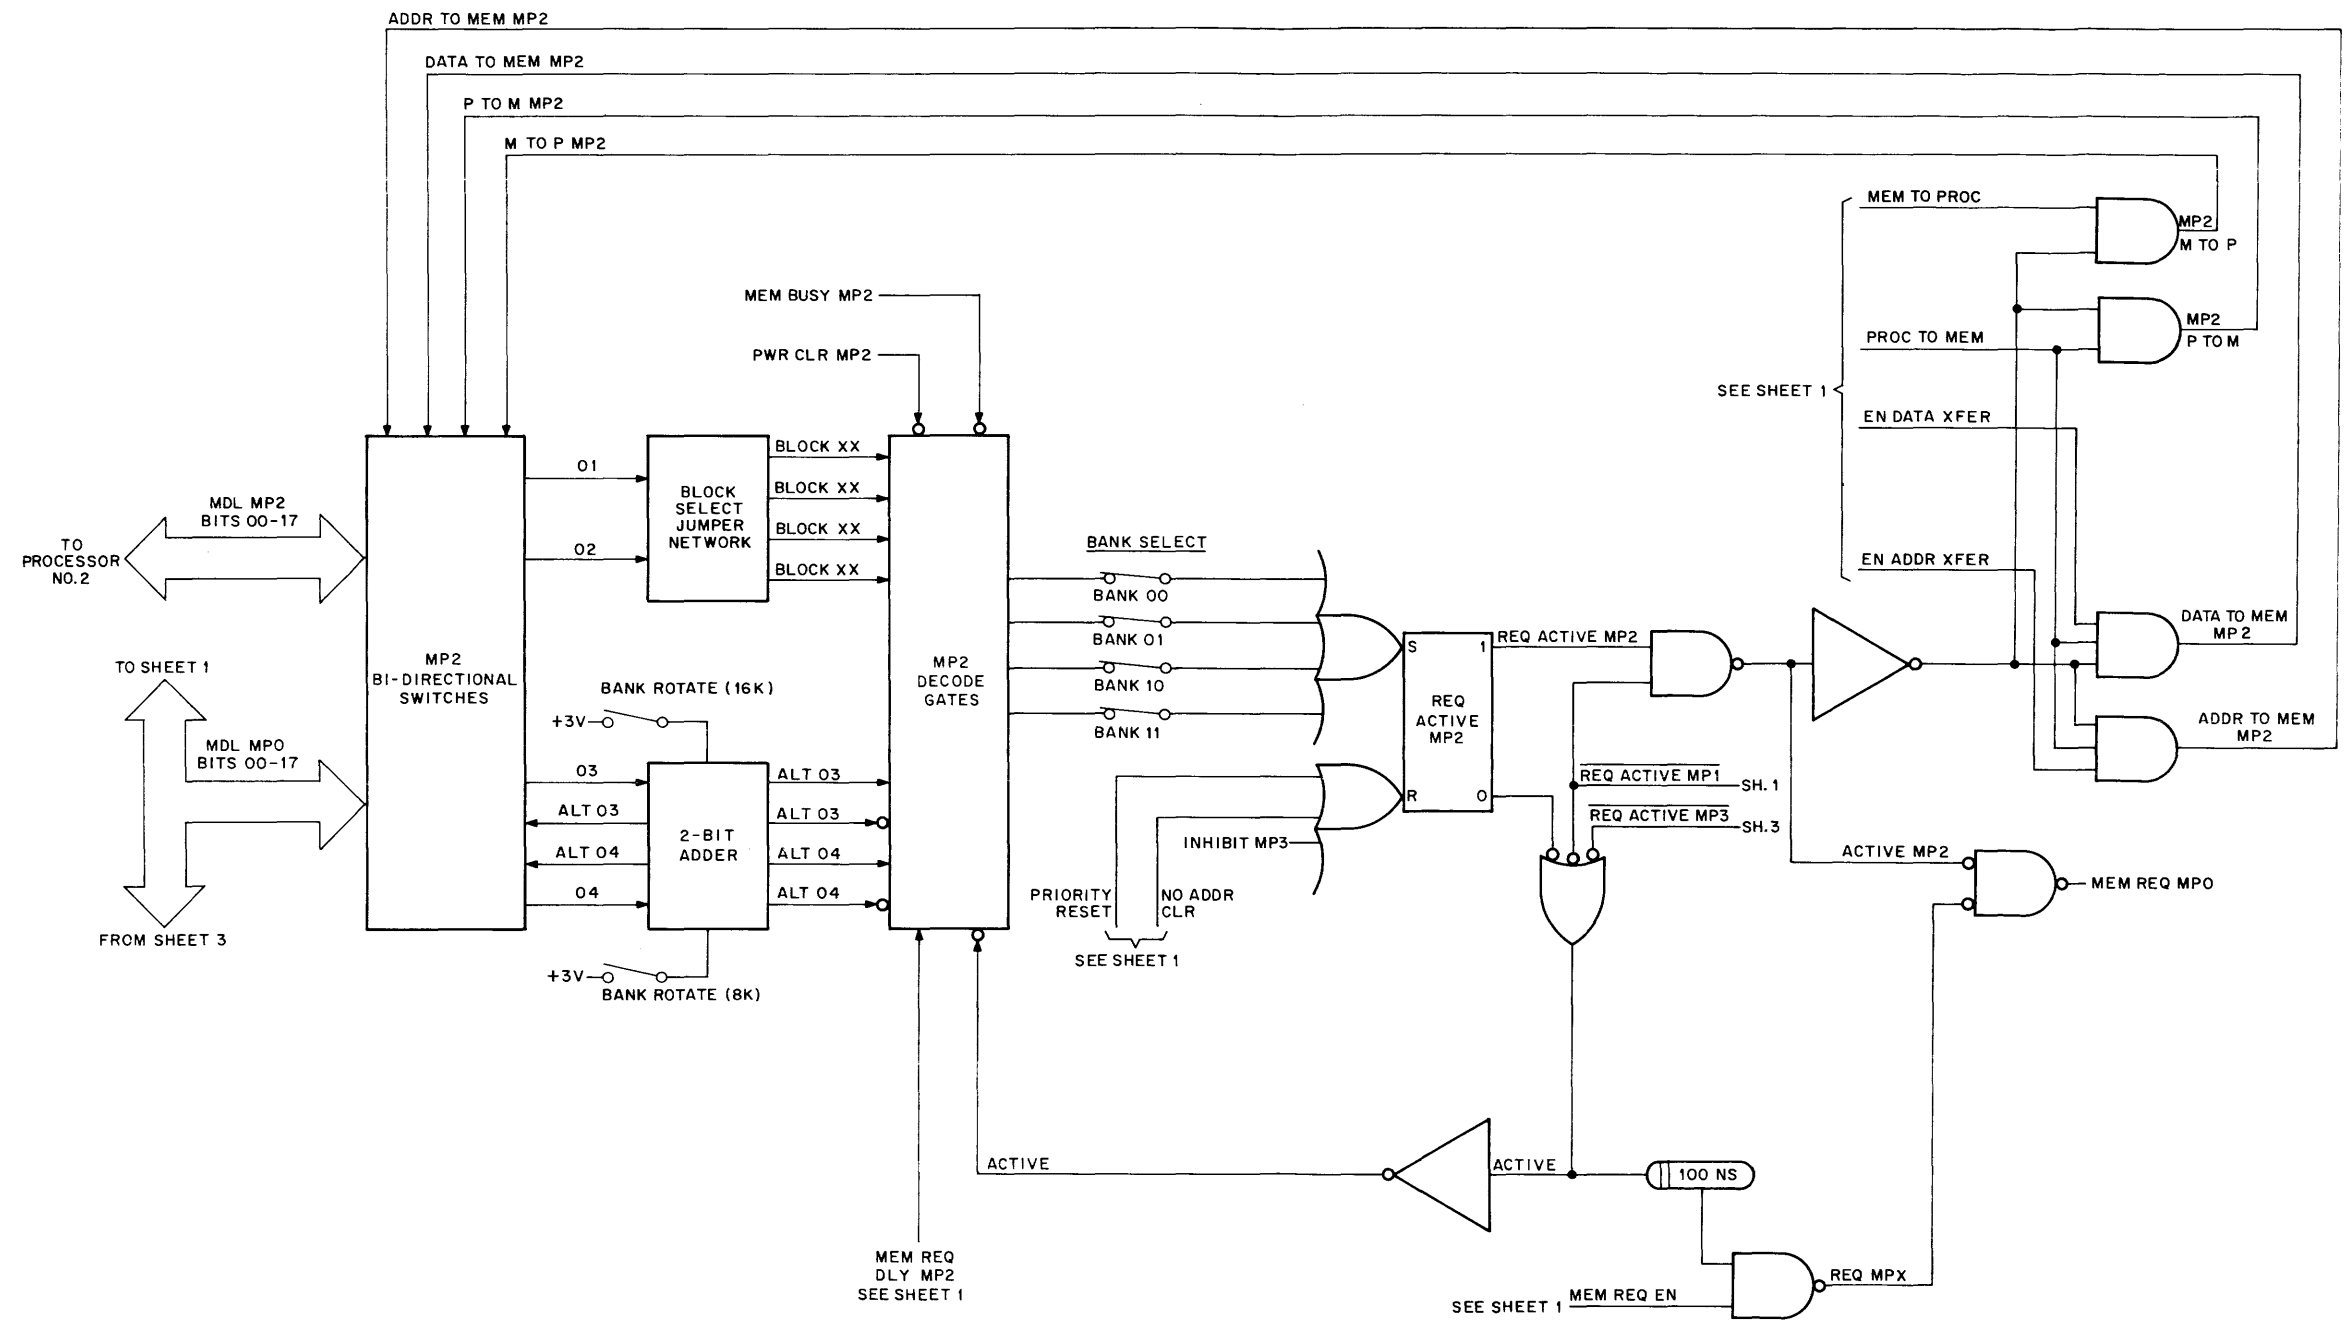 ADDR TO MEM MP2
DATA TO MEM MP2
P TO M MP2
M TO P MP2
MEM TO PROC
MP2
M TO P
MEM BUSY MP2
MP2
P TO M
PROC TO MEM
PWR CLR MP2
SEE SHEET 1
EN DATA XFER
BLOCK XX
01
BLOCK
SELECT
JUMPER
NETWORK
BLOCK XX
MDL MP2
BITS 00-17
BLOCK XX
TO
PROCESSOR
NO.2
02
BANK SELECT
EN ADDR XFER
BLOCK XX
BANK 00
DATA TO MEM
MP2
BANK 01
REQ ACTIVE MP2
S
1
TO SHEET 1
MP2
BI-DIRECTIONAL
SWITCHES
MP2
DECODE
GATES
BANK 10
BANK ROTATE (16K)
+3V
REQ
ACTIVE
MP2
BANK 11
ADDR TO MEM
MP2
MDL MP0
BITS 00-17
03
ALT 03
REQ ACTIVE MP1
SH.1
R
0
ALT 03
ALT 03
REQ ACTIVE MP3
SH.3
2-BIT
ADDER
INHIBIT MP3
ALT 04
ALT 04
ACTIVE MP2
MEM REQ MP0
04
ALT 04
PRIORITY
RESET
NO ADDR
CLR
FROM SHEET 3
SEE SHEET 1
+3V
BANK ROTATE (8K)
ACTIVE
ACTIVE
100 NS
MEM REQ
DLY MP2
SEE SHEET 1
REQ MPX
SEE SHEET 1
MEM REQ EN